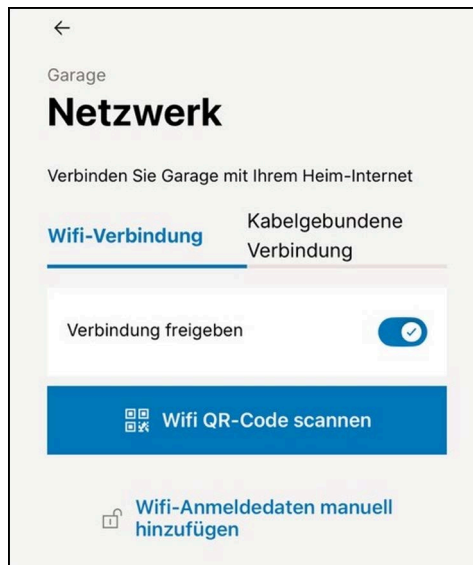 Garage
Netzwerk
Verbinden Sie Garage mit Ihrem Heim-Internet
Wifi-Verbindung
Kabelgebundene
Verbindung
Verbindung freigeben
Wifi QR-Code scannen
Wifi-Anmeldedaten manuell
hinzufügen